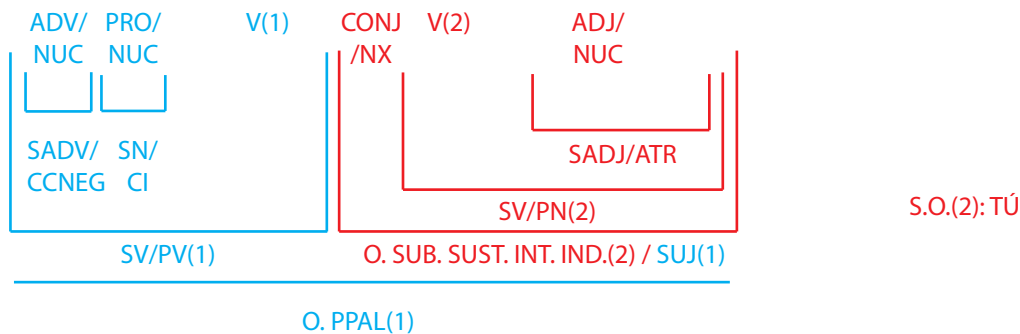 ADV/ PRO/ V(1) CONJ V(2) ADJ/
NUC NUC /NX NUC
SADV/ SN/ SADJ/ATR
CCNEG CI
SV/PN(2) S.O.(2): TÚ
SV/PV(1) O. SUB. SUST. INT. IND.(2) / SUJ(1)
O. PPAL(1)